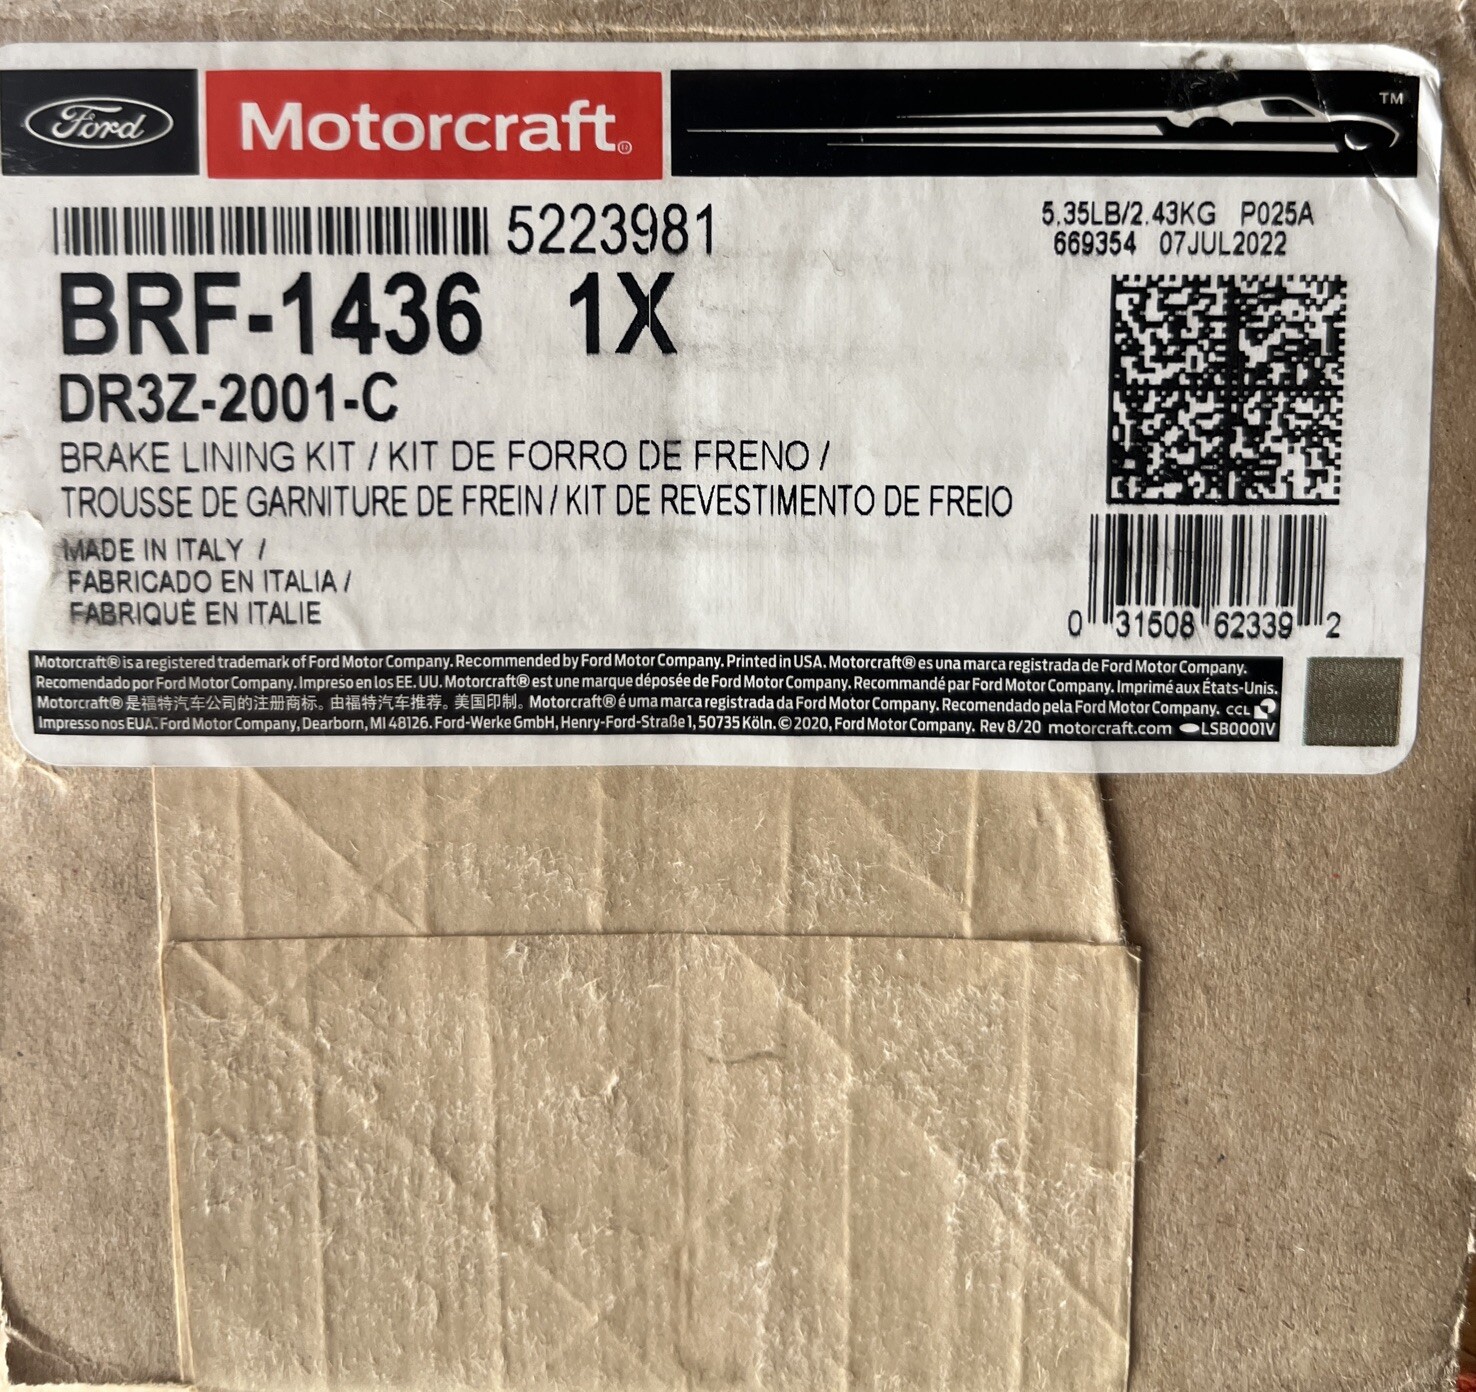 Ford
Motorcraft®
TM
5223981
5.35LB/2.43KG P025A
669354 07JUL2022
BRF-1436 1X
DR3Z-2001-C
BRAKE LINING KIT / KIT DE FORRO DE FRENO /
TROUSSE DE GARNITURE DE FREIN / KIT DE REVESTIMENTO DE FREIO
MADE IN ITALY /
FABRICADO EN ITALIA /
FABRIQUÉ EN ITALIE
0 31508 62339 2
Motorcraft® is a registered trademark of Ford Motor Company. Recommended by Ford Motor Company. Printed in USA. Motorcraft® es una marca registrada de Ford Motor Company.
Recomendado por Ford Motor Company. Impreso en los EE. UU. Motorcraft® est une marque déposée de Ford Motor Company. Recommandé par Ford Motor Company. Imprimé aux États-Unis.
Motorcraft® 是福特汽车公司的注册商标。由福特汽车推荐。美国印制。Motorcraft® é uma marca registrada da Ford Motor Company. Recomendado pela Ford Motor Company. CCL
Impresso nos EUA. Ford Motor Company, Dearborn, MI 48126. Ford-Werke GmbH, Henry-Ford-Straße 1, 50735 Köln. © 2020, Ford Motor Company. Rev 8/20 motorcraft.com LSB0001V